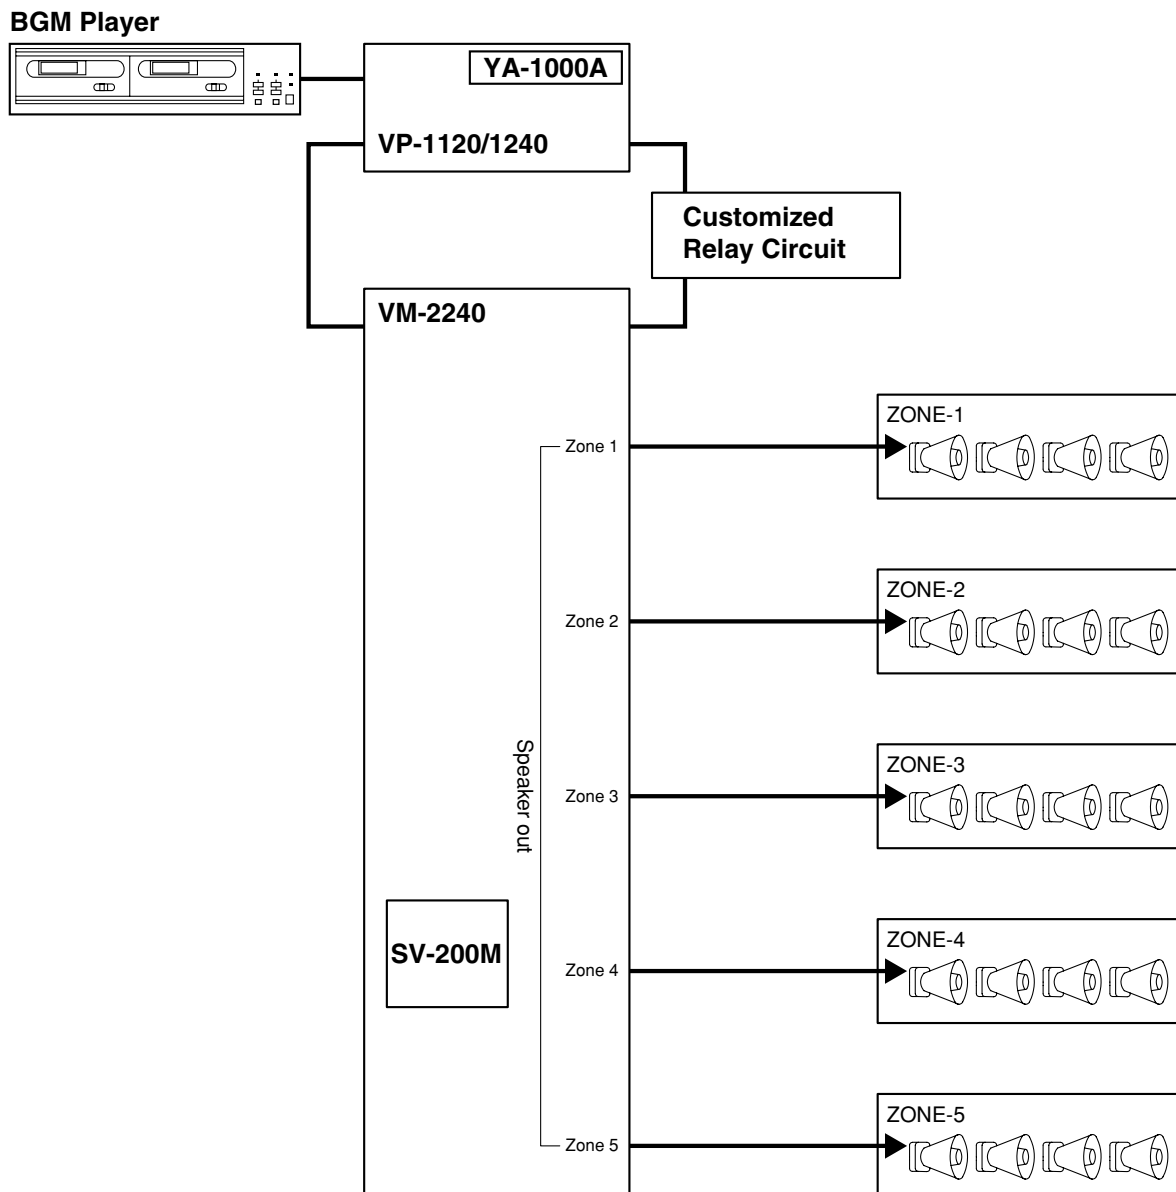 BGM Player
YA-1000A
VP-1120/1240
Customized
Relay Circuit
VM-2240
Zone 1
ZONE-1
Zone 2
ZONE-2
Speaker out
Zone 3
ZONE-3
SV-200M
Zone 4
ZONE-4
Zone 5
ZONE-5